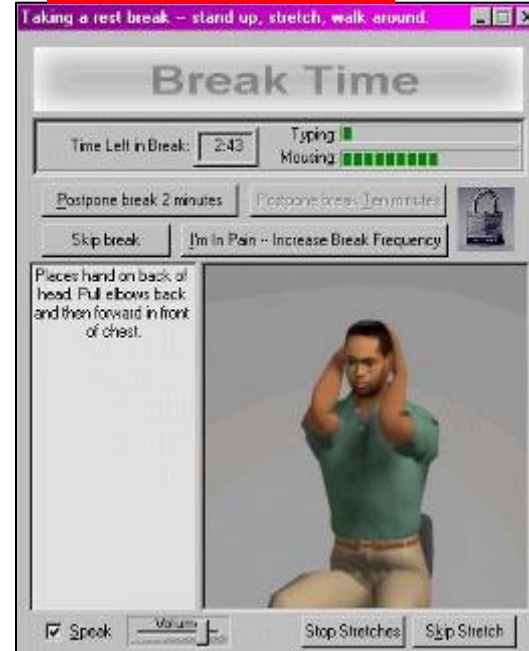 Taking a rest break -- stand up, stretch, walk around.
Break Time
Time Left in Break: 2:43
Typing:
Mousing:
Postpone break 2 minutes
Postpone break Ten minutes
Skip break
I'm In Pain -- Increase Break Frequency
Places hand on back of
head. Pull elbows back
and then forward in front
of chest.
Speak
Volume
Stop Stretches
Skip Stretch